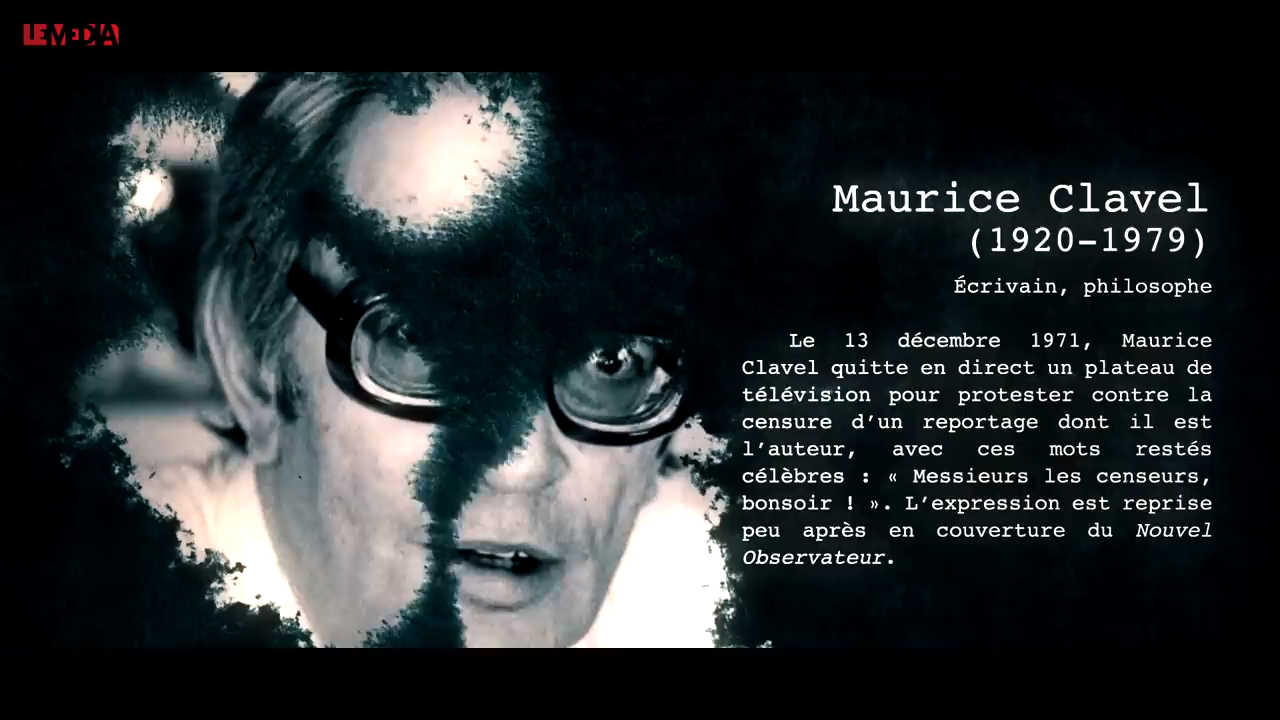 LEMEDIA
Maurice Clavel
(1920-1979)
Écrivain, philosophe
Le 13 décembre 1971, Maurice
Clavel quitte en direct un plateau de
télévision pour protester contre la
censure d’un reportage dont il est
l’auteur, avec ces mots restés
célèbres : « Messieurs les censeurs,
bonsoir ! ». L’expression est reprise
peu après en couverture du Nouvel
Observateur.